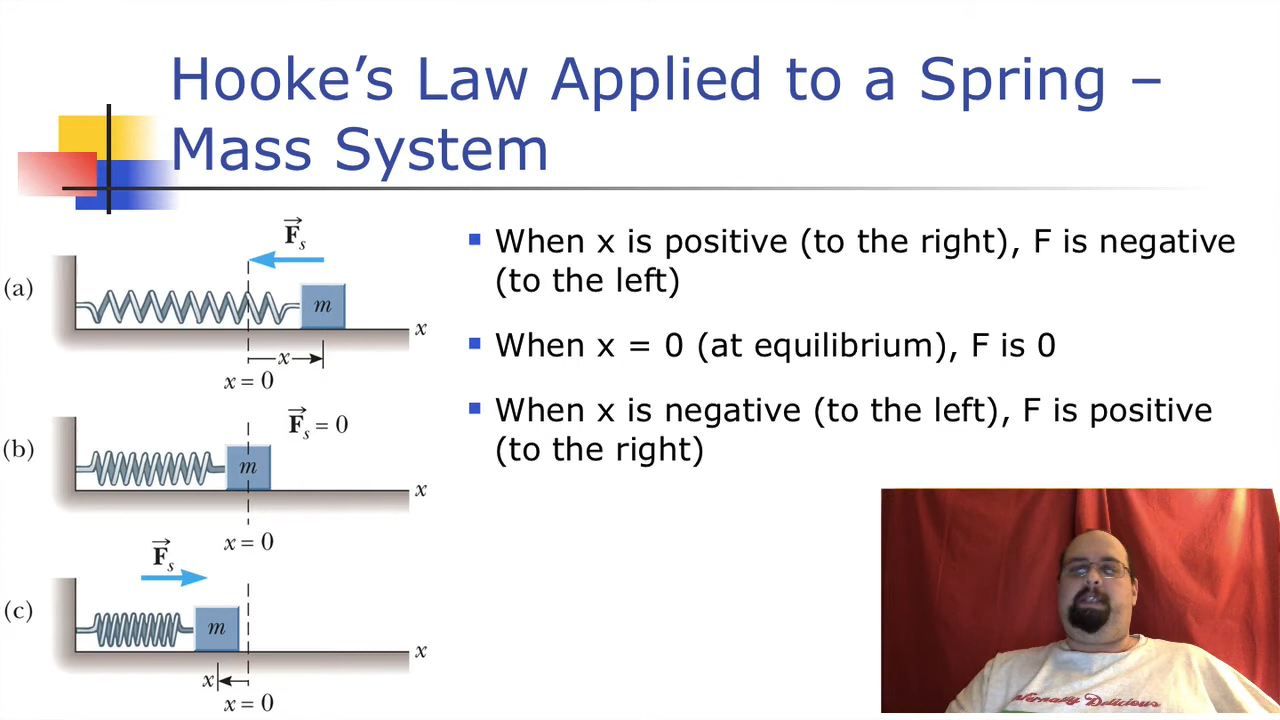 Hooke’s Law Applied to a Spring –
Mass System
(a)
F⃗s
m
x
x
x = 0
(b)
F⃗s = 0
m
x
x = 0
(c)
F⃗s
m
x
x
x = 0
When x is positive (to the right), F is negative
(to the left)
When x = 0 (at equilibrium), F is 0
When x is negative (to the left), F is positive
(to the right)
Infernally Delicious